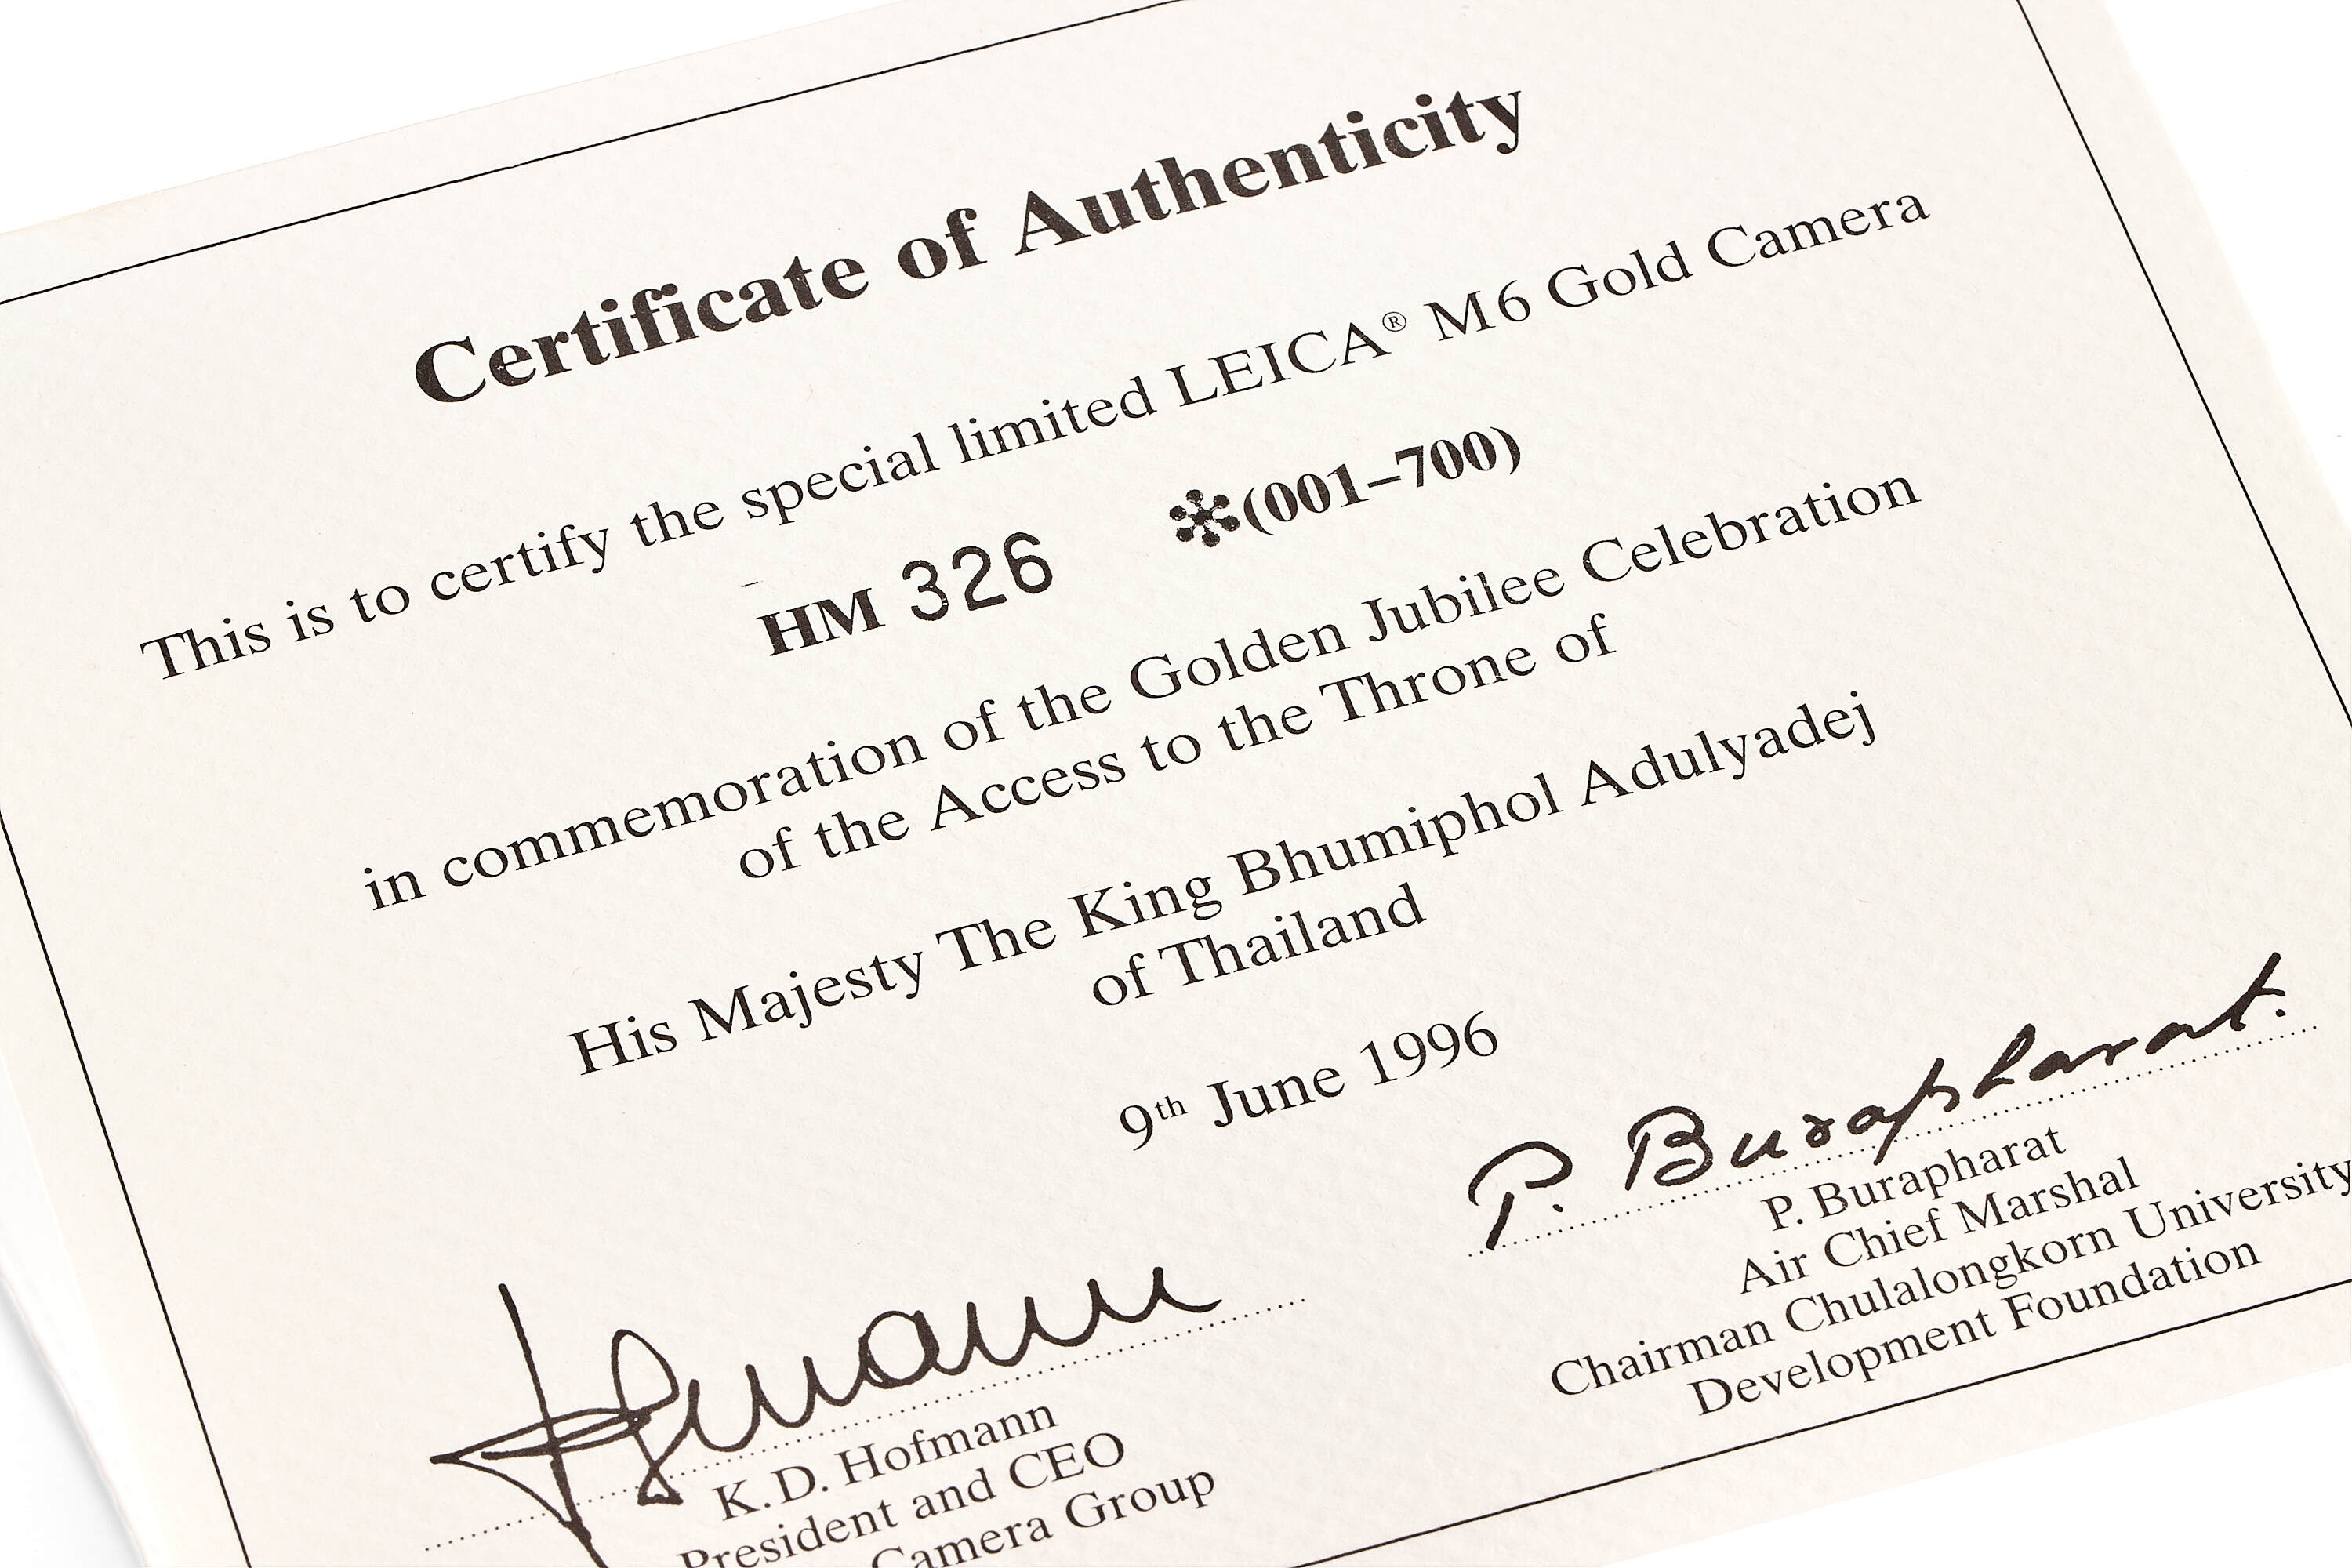 Certificate of Authenticity
This is to certify the special limited LEICA® M6 Gold Camera
HM 326 *(001–700)
in commemoration of the Golden Jubilee Celebration
of the Access to the Throne of
His Majesty The King Bhumiphol Adulyadej
of Thailand
9th June 1996
P. Burapharat.
P. Burapharat
Air Chief Marshal
Chairman Chulalongkorn University
Development Foundation
K.D. Hofmann
President and CEO
Camera Group